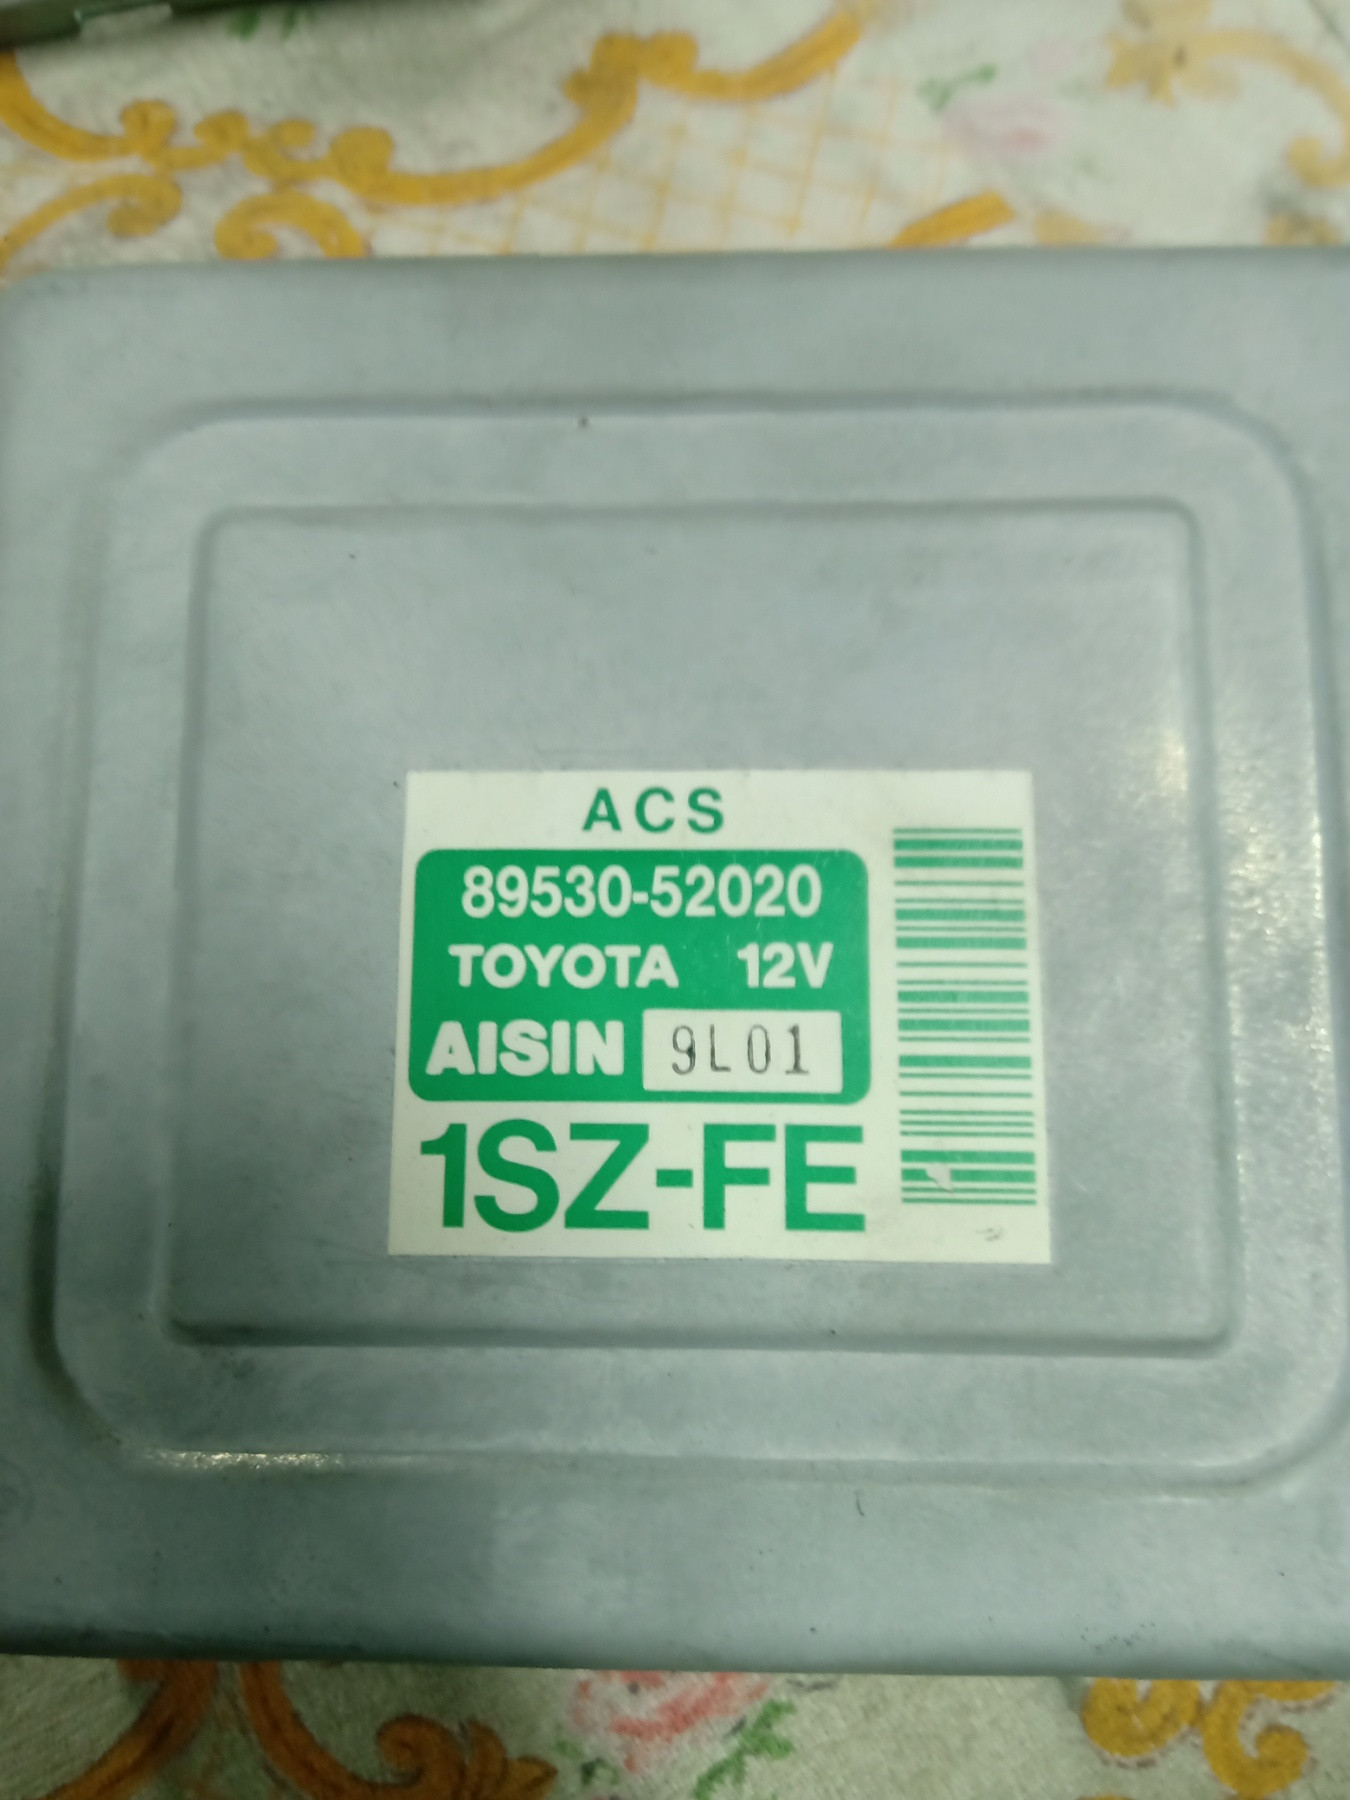 ACS
89530-52020
TOYOTA 12V
AISIN 9L01
1SZ-FE